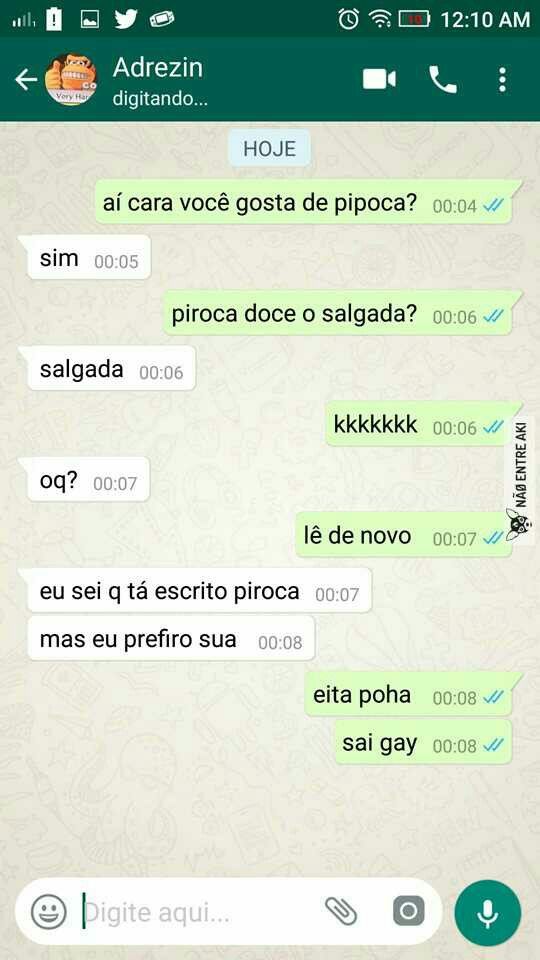 12:10 AM
Adrezin
digitando...
Very Har
HOJE
aí cara você gosta de pipoca? 00:04
sim 00:05
piroca doce o salgada? 00:06
salgada 00:06
kkkkkkk 00:06
oq? 00:07
NÃO ENTRE AKI
lê de novo 00:07
eu sei q tá escrito piroca 00:07
mas eu prefiro sua 00:08
eita poha 00:08
sai gay 00:08
Digite aqui...